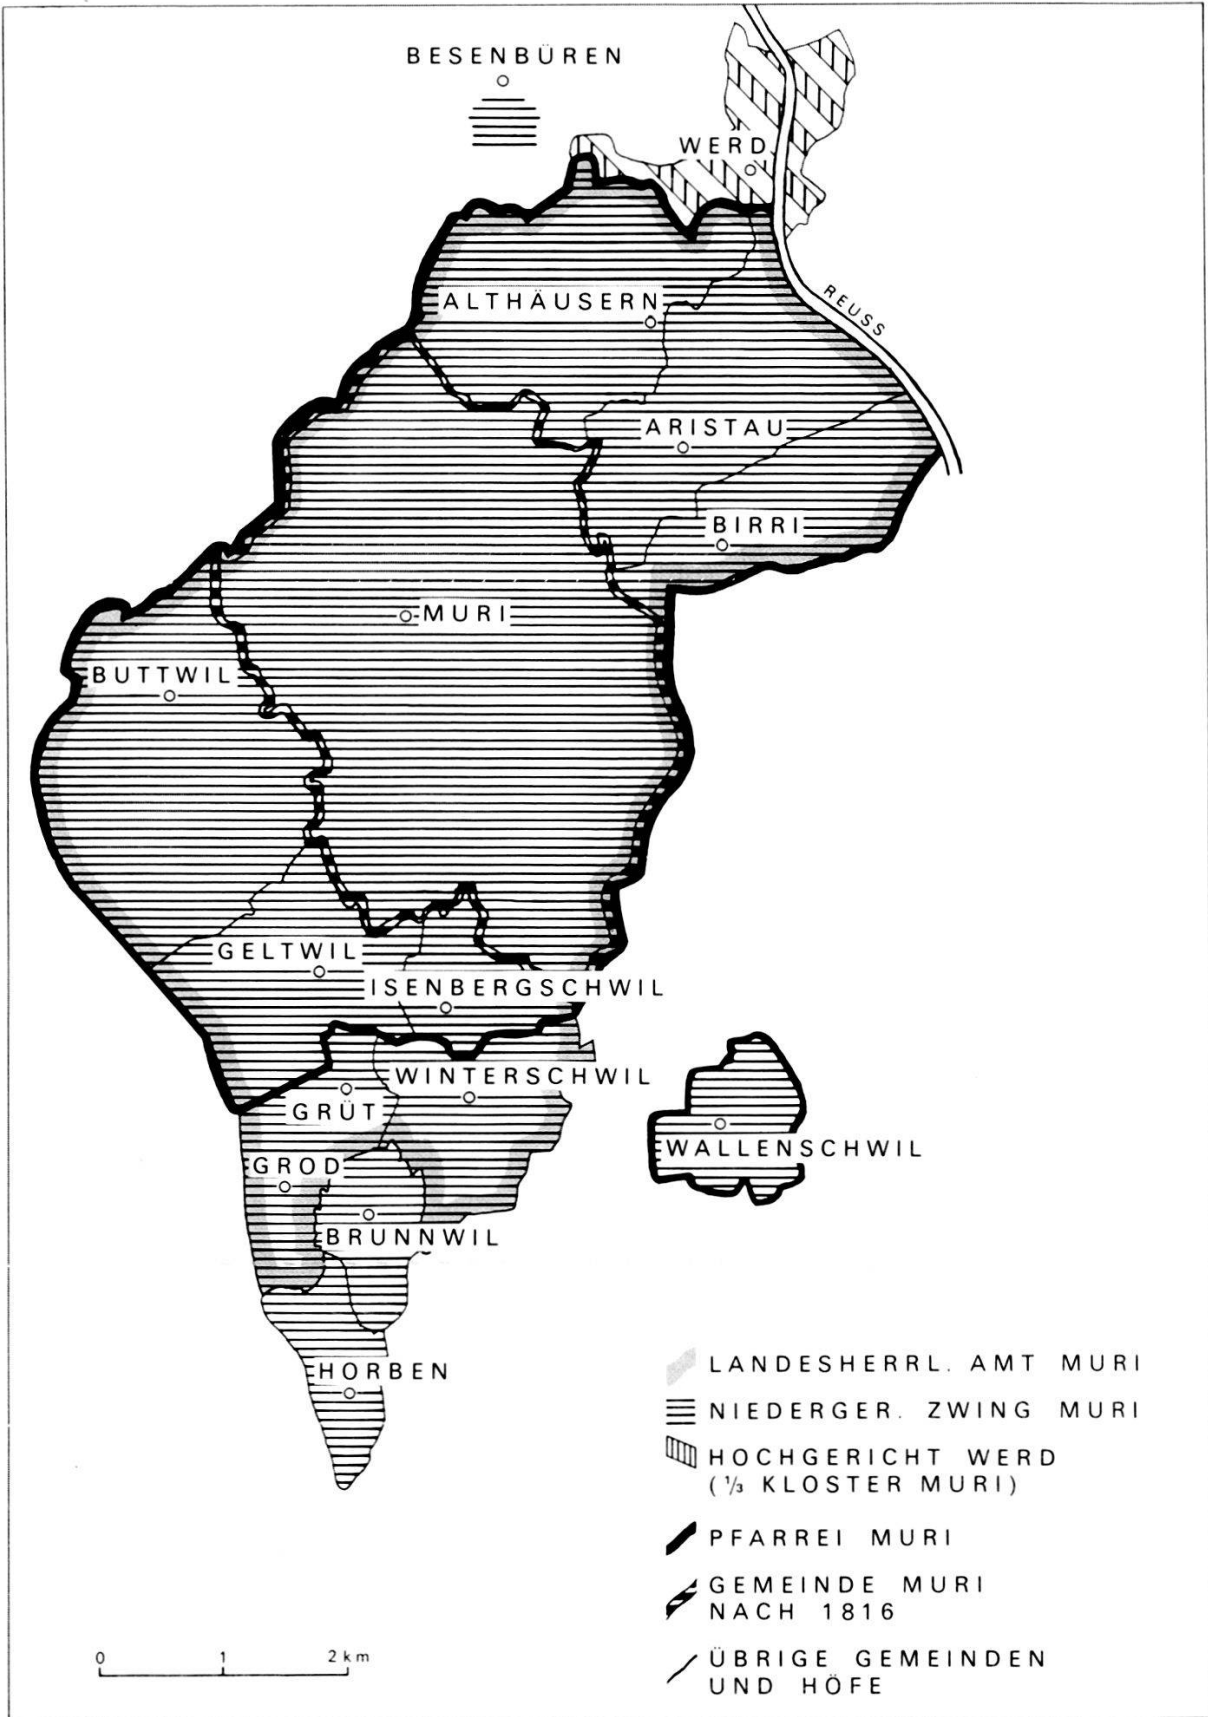 BESENBÜREN
WERD
REUSS
ALTHÄUSERN
ARISTAU
BIRRI
MURI
BUTTWIL
GELTWIL
ISENBERGSCHWIL
WINTERSCHWIL
GRÜT
WALLENSCHWIL
GROD
BRUNNWIL
HORBEN
LANDESHERRL. AMT MURI
NIEDERGER. ZWING MURI
HOCHGERICHT WERD
(⅓ KLOSTER MURI)
PFARREI MURI
GEMEINDE MURI
NACH 1816
ÜBRIGE GEMEINDEN
UND HÖFE
0 1 2 km